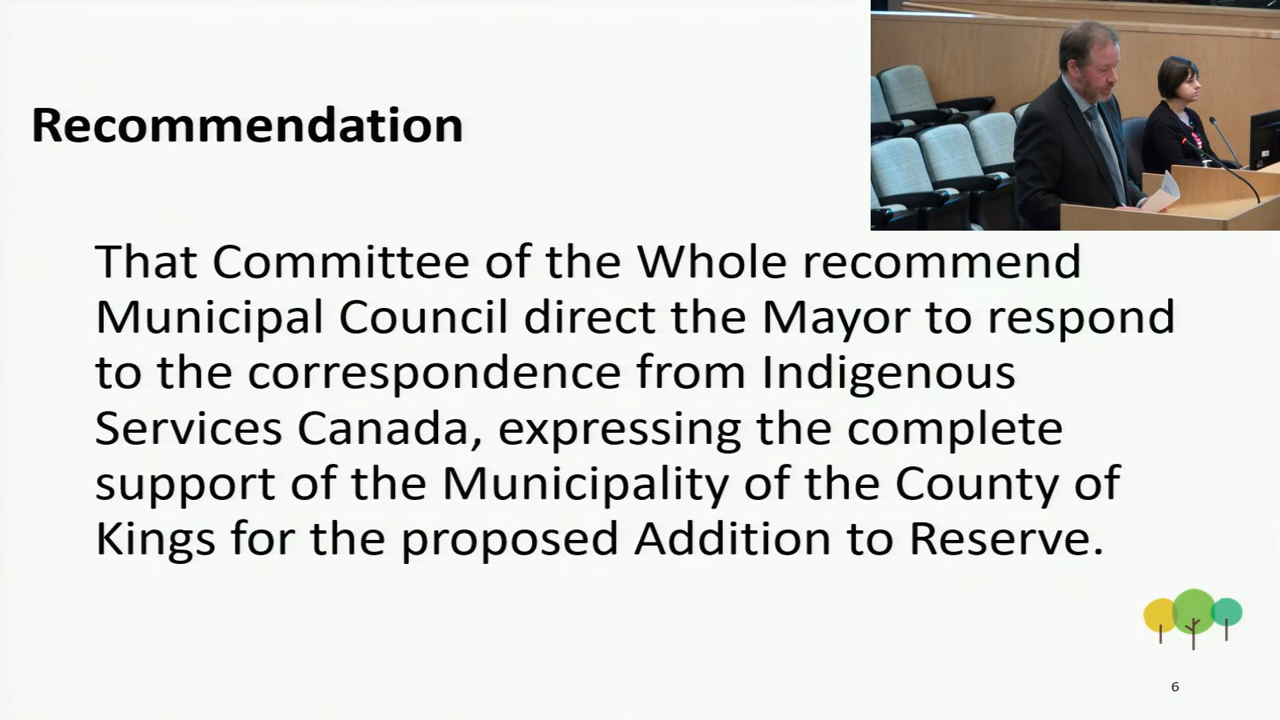 Recommendation
That Committee of the Whole recommend
Municipal Council direct the Mayor to respond
to the correspondence from Indigenous
Services Canada, expressing the complete
support of the Municipality of the County of
Kings for the proposed Addition to Reserve.
6